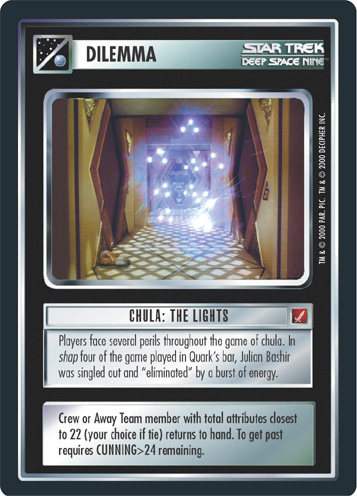 DILEMMA
STAR TREK
DEEP SPACE NINE™
TM & © 2000 PAR. PIC. TM & © 2000 DECIPHER INC.
CHULA: THE LIGHTS
Players face several perils throughout the game of chula. In
shap four of the game played in Quark's bar, Julian Bashir
was singled out and "eliminated" by a burst of energy.
Crew or Away Team member with total attributes closest
to 22 (your choice if tie) returns to hand. To get past
requires CUNNING>24 remaining.